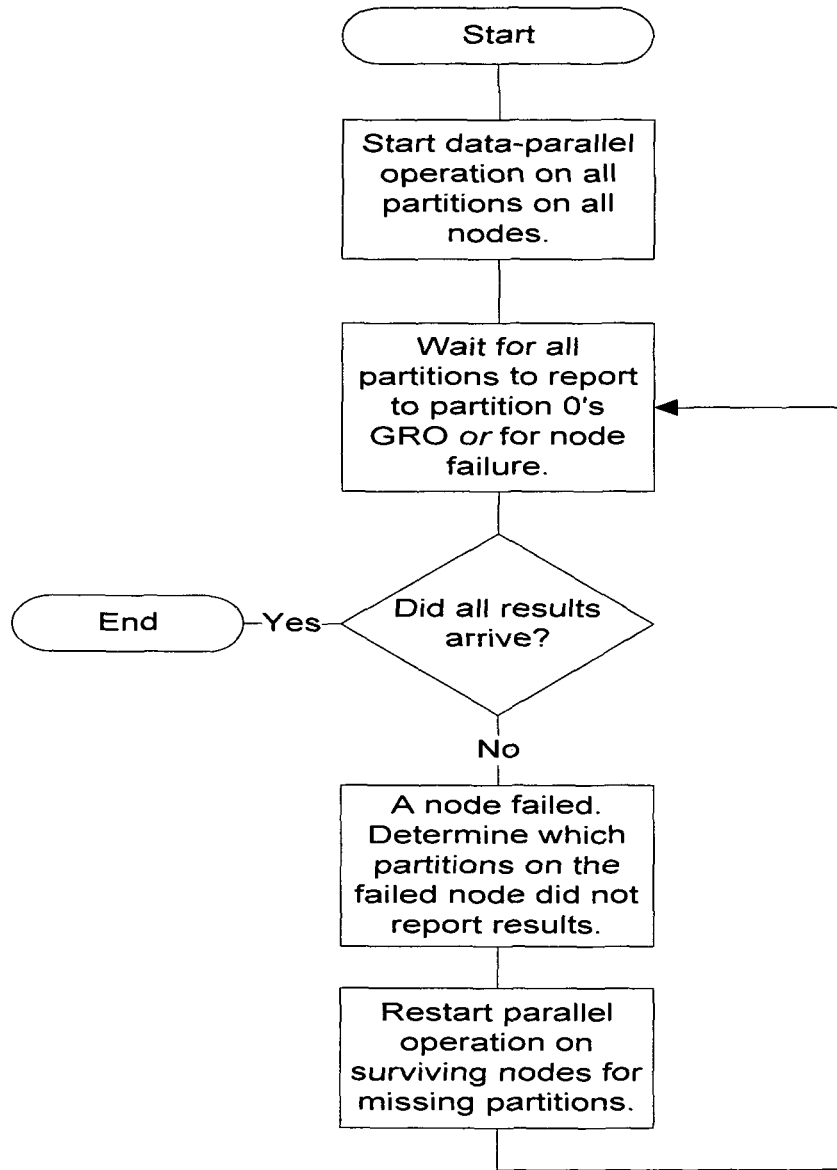 Start
Start data-parallel
operation on all
partitions on all
nodes.
Wait for all
partitions to report
to partition 0's
GRO or for node
failure.
Did all results
arrive?
Yes
End
No
A node failed.
Determine which
partitions on the
failed node did not
report results.
Restart parallel
operation on
surviving nodes for
missing partitions.